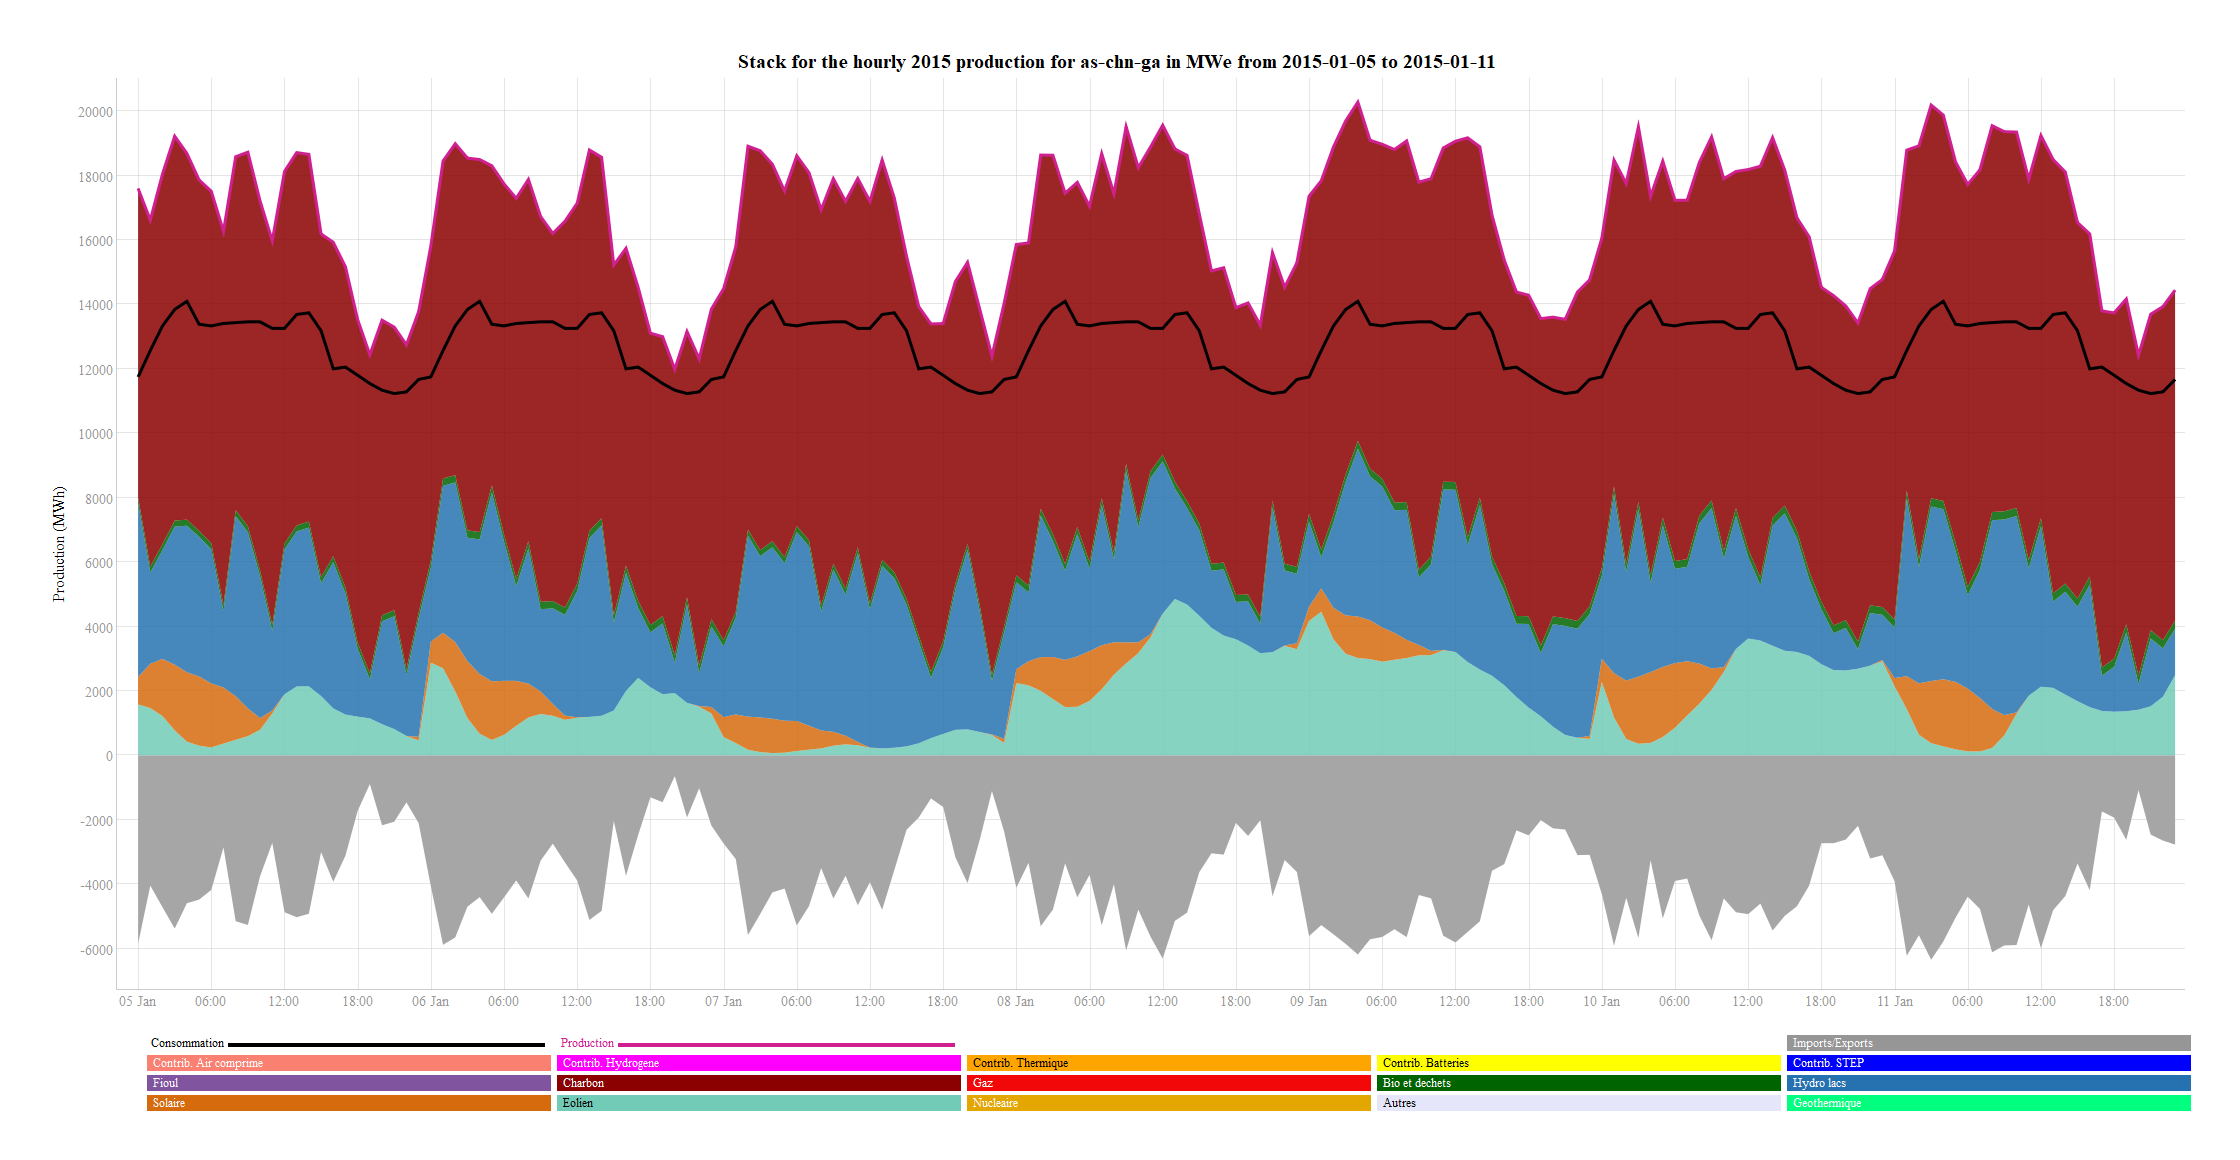 Stack for the hourly 2015 production for as-chn-ga in MWe from 2015-01-05 to 2015-01-11
20000
18000
16000
14000
12000
10000
8000
6000
4000
2000
0
-2000
-4000
-6000
Production (MWh)
05 Jan 06:00 12:00 18:00 06 Jan 06:00 12:00 18:00 07 Jan 06:00 12:00 18:00 08 Jan 06:00 12:00 18:00 09 Jan 06:00 12:00 18:00 10 Jan 06:00 12:00 18:00 11 Jan 06:00 12:00 18:00
Consommation Production Imports/Exports
Contrib. Air comprime Contrib. Hydrogene Contrib. Thermique Contrib. Batteries Contrib. STEP
Fioul Charbon Gaz Bio et dechets Hydro lacs
Solaire Eolien Nucleaire Autres Geothermique